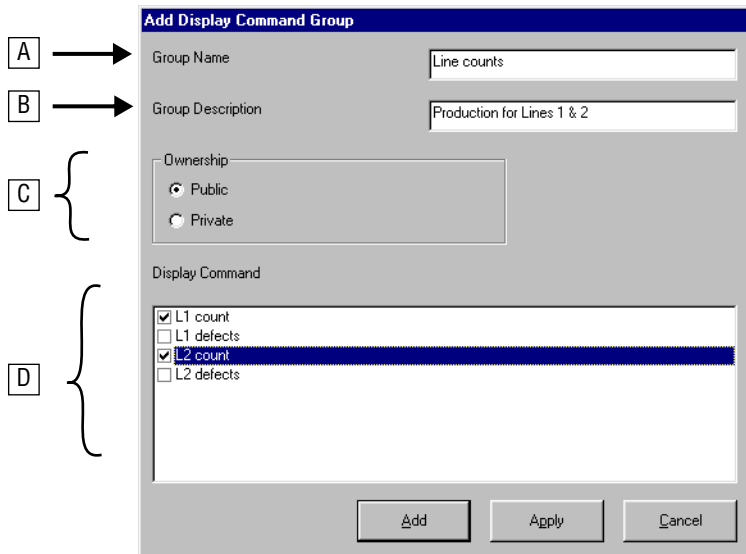 Add Display Command Group
A
Group Name
Line counts
B
Group Description
Production for Lines 1 & 2
C
Ownership
Public
Private
Display Command
D
L1 count
L1 defects
L2 count
L2 defects
Add
Apply
Cancel